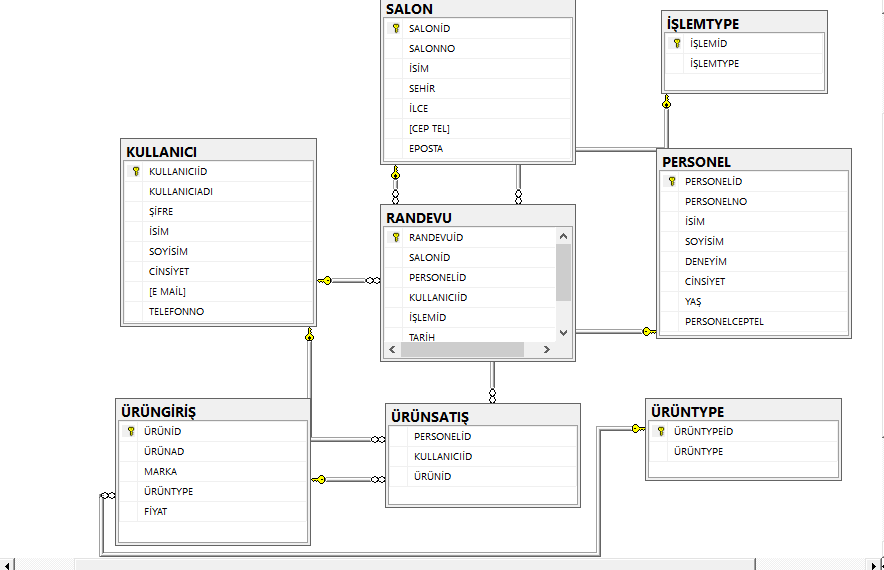 SALON
SALONİD
SALONNO
İSİM
SEHİR
İLCE
[CEP TEL]
EPOSTA
İŞLEMTYPE
İŞLEMİD
İŞLEMTYPE
KULLANICI
KULLANICIİD
KULLANICIADI
ŞİFRE
İSİM
SOYİSİM
CİNSİYET
[E MAİL]
TELEFONNO
RANDEVU
RANDEVUİD
SALONİD
PERSONELİD
KULLANICIİD
İŞLEMİD
TARİH
PERSONEL
PERSONELİD
PERSONELNO
İSİM
SOYİSİM
DENEYİM
CİNSİYET
YAŞ
PERSONELCEPTEL
ÜRÜNGİRİŞ
ÜRÜNİD
ÜRÜNAD
MARKA
ÜRÜNTYPE
FİYAT
ÜRÜNSATIŞ
PERSONELİD
KULLANICIİD
ÜRÜNİD
ÜRÜNTYPE
ÜRÜNTYPEİD
ÜRÜNTYPE